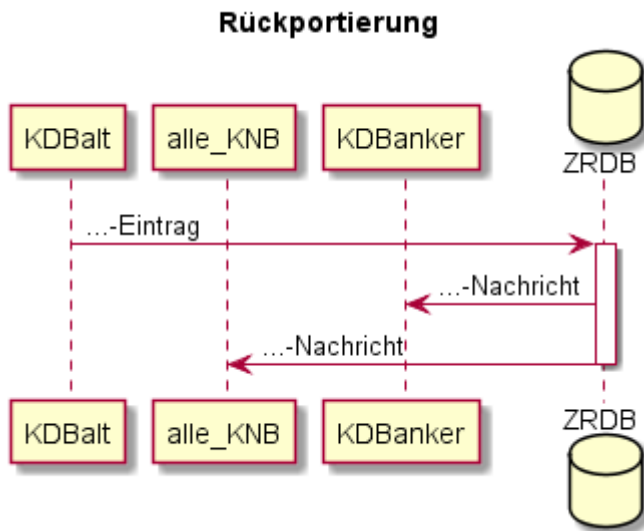 Rückportierung
KDBalt
alle_KNB
KDBanker
ZRDB
...-Eintrag
...-Nachricht
...-Nachricht
KDBalt
alle_KNB
KDBanker
ZRDB